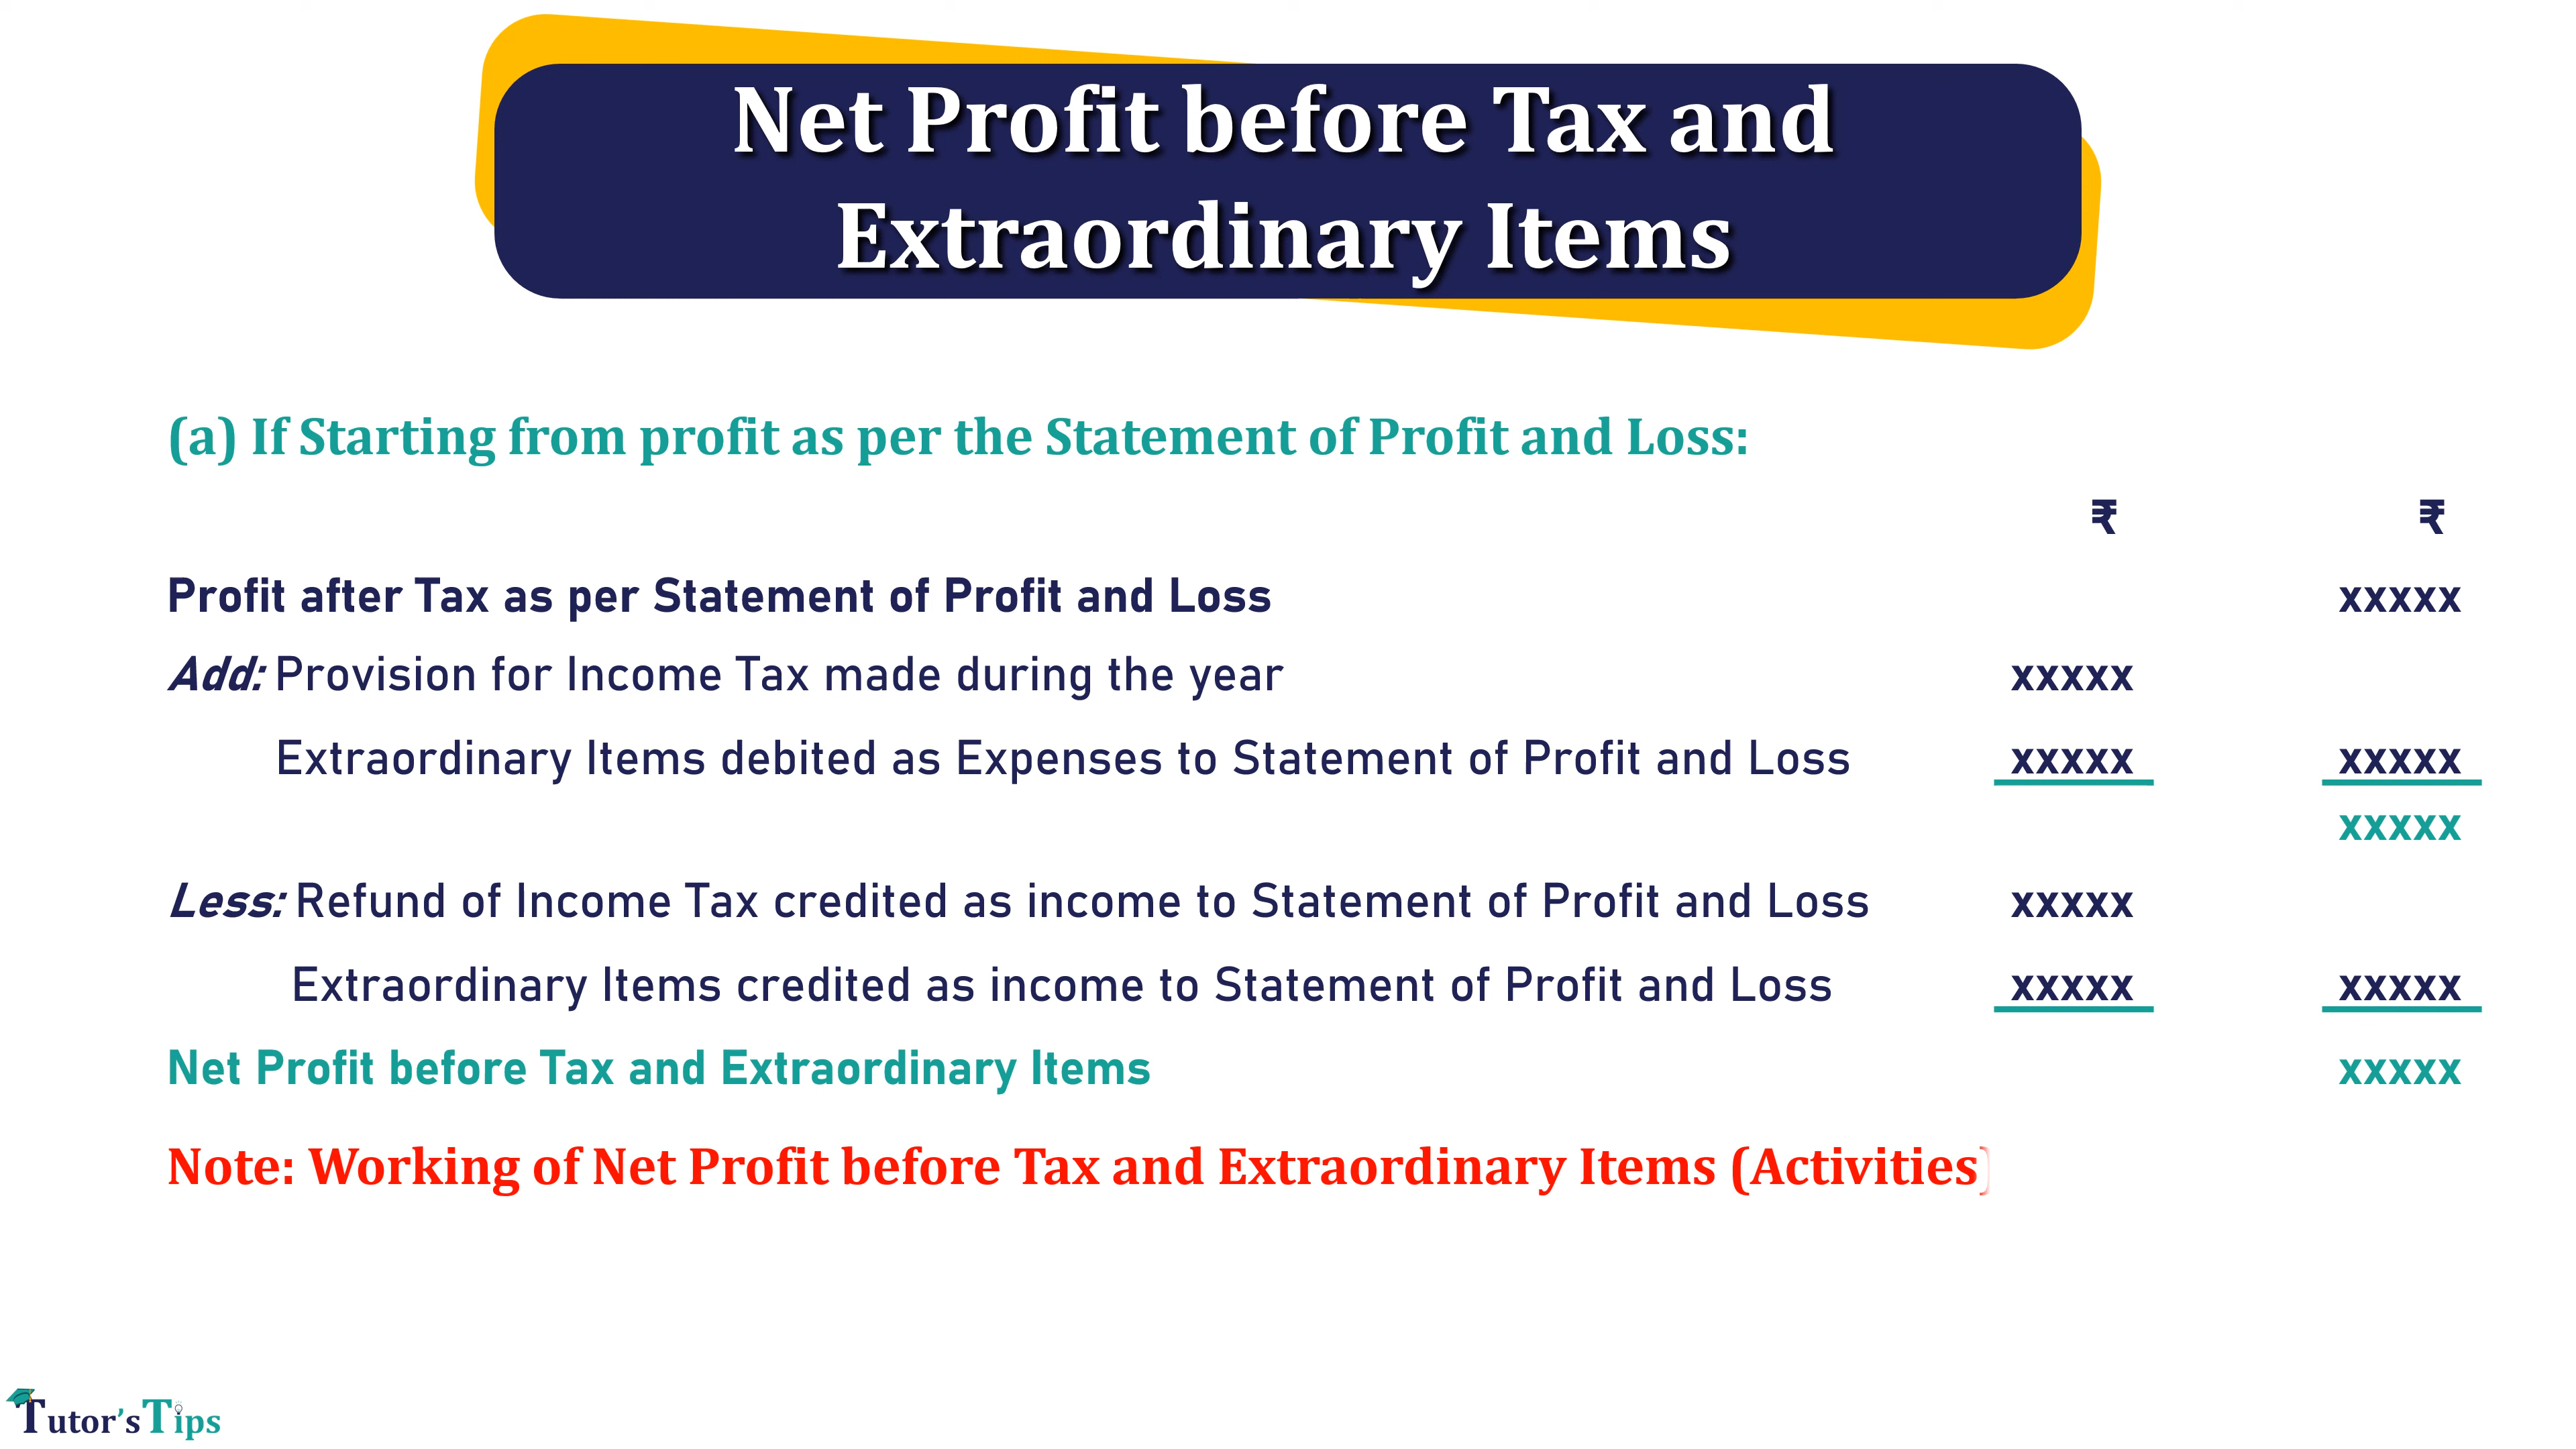 Net Profit before Tax and
Extraordinary Items
(a) If Starting from profit as per the Statement of Profit and Loss:
₹ ₹
Profit after Tax as per Statement of Profit and Loss xxxxx
Add: Provision for Income Tax made during the year xxxxx
Extraordinary Items debited as Expenses to Statement of Profit and Loss xxxxx xxxxx
xxxxx
Less: Refund of Income Tax credited as income to Statement of Profit and Loss xxxxx
Extraordinary Items credited as income to Statement of Profit and Loss xxxxx xxxxx
Net Profit before Tax and Extraordinary Items xxxxx
Note: Working of Net Profit before Tax and Extraordinary Items (Activities)
Tutor'sTips